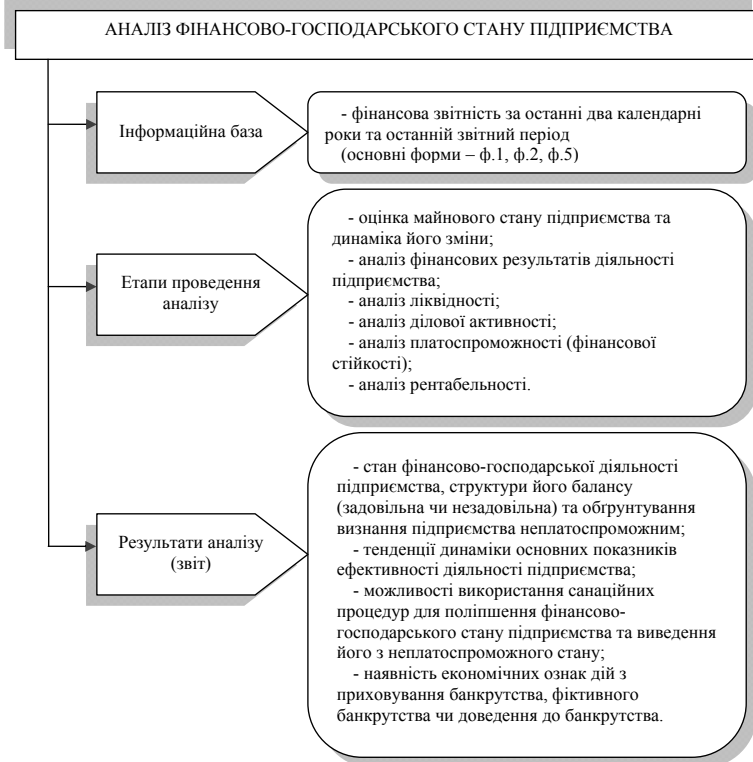 АНАЛІЗ ФІНАНСОВО-ГОСПОДАРСЬКОГО СТАНУ ПІДПРИЄМСТВА
Інформаційна база
- фінансова звітність за останні два календарні
роки та останній звітний період
(основні форми – ф.1, ф.2, ф.5)
Етапи проведення
аналізу
- оцінка майнового стану підприємства та
динаміка його зміни;
- аналіз фінансових результатів діяльності
підприємства;
- аналіз ліквідності;
- аналіз ділової активності;
- аналіз платоспроможності (фінансової
стійкості);
- аналіз рентабельності.
Результати аналізу
(звіт)
- стан фінансово-господарської діяльності
підприємства, структури його балансу
(задовільна чи незадовільна) та обґрунтування
визнання підприємства неплатоспроможним;
- тенденції динаміки основних показників
ефективності діяльності підприємства;
- можливості використання санаційних
процедур для поліпшення фінансово-
господарського стану підприємства та виведення
його з неплатоспроможного стану;
- наявність економічних ознак дій з
приховування банкрутства, фіктивного
банкрутства чи доведення до банкрутства.